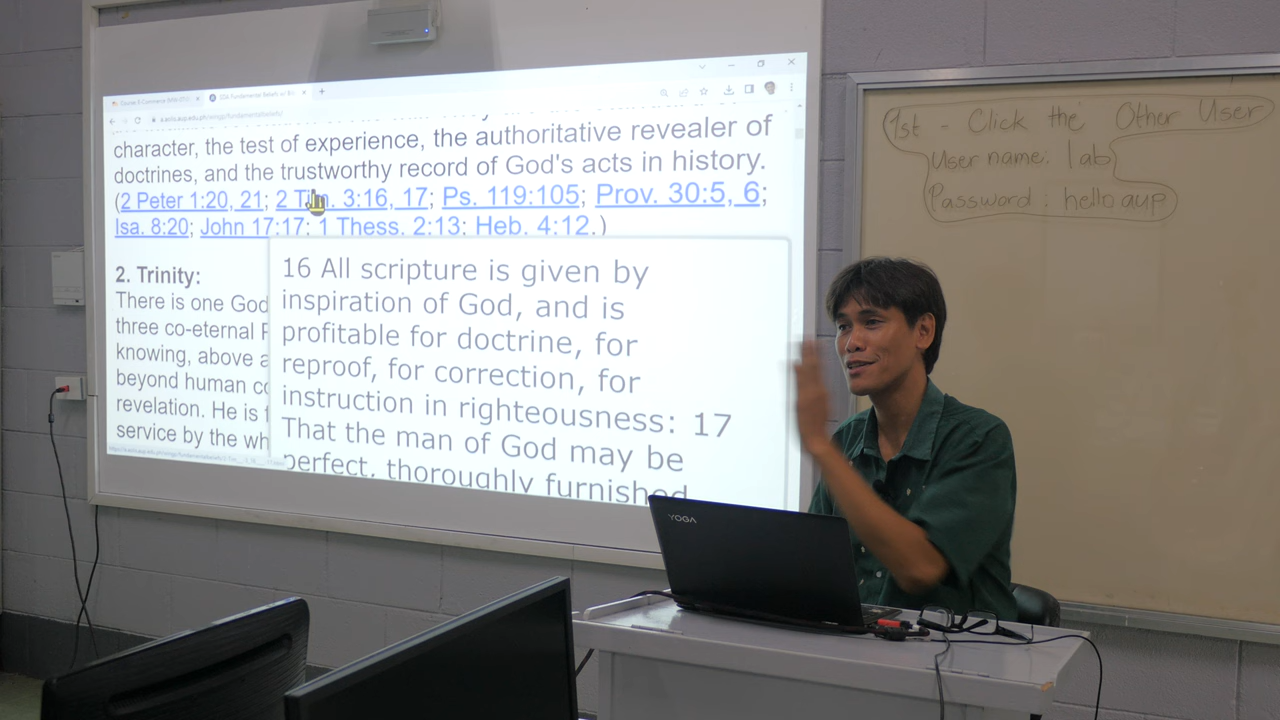 SDA Fundamental Beliefs w/
character, the test of experience, the authoritative revealer of
doctrines, and the trustworthy record of God's acts in history.
(2 Peter 1:20, 21; 2 Tim. 3:16, 17; Ps. 119:105; Prov. 30:5, 6;
Isa. 8:20; John 17:17; 1 Thess. 2:13; Heb. 4:12.)
2. Trinity:
There is one God
three co-eternal
knowing, above
beyond human
revelation. He is
service by the
16 All scripture is given by
inspiration of God, and is
profitable for doctrine, for
reproof, for correction, for
instruction in righteousness: 17
That the man of God may be
perfect, thoroughly furnished
1st - Click the Other User
User name: lab
Password : hello aup
YOGA